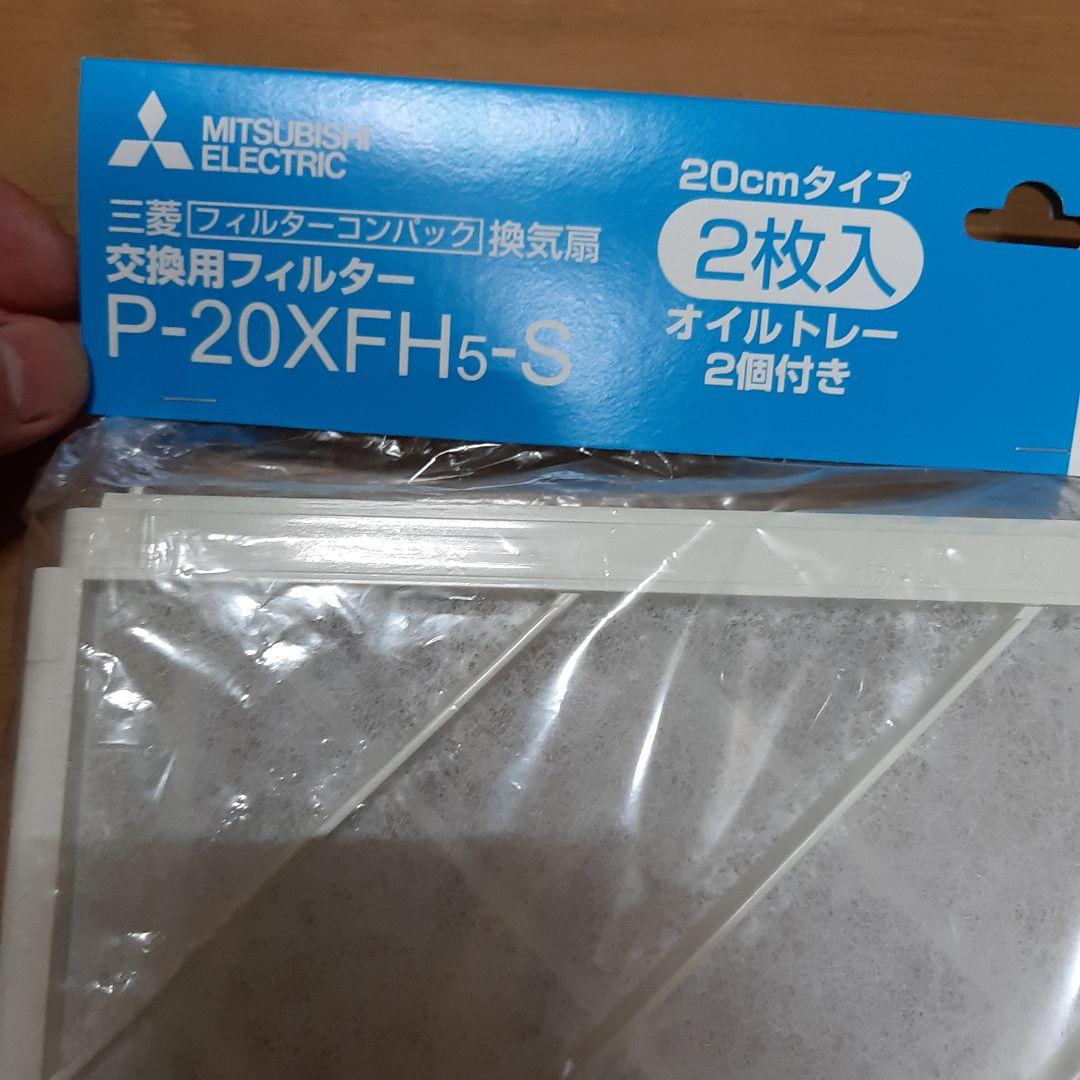 MITSUBISHI
ELECTRIC
三菱フィルターコンパック換気扇
交換用フィルター
P-20XFH5-S
20cmタイプ
2枚入
オイルトレー
2個付き